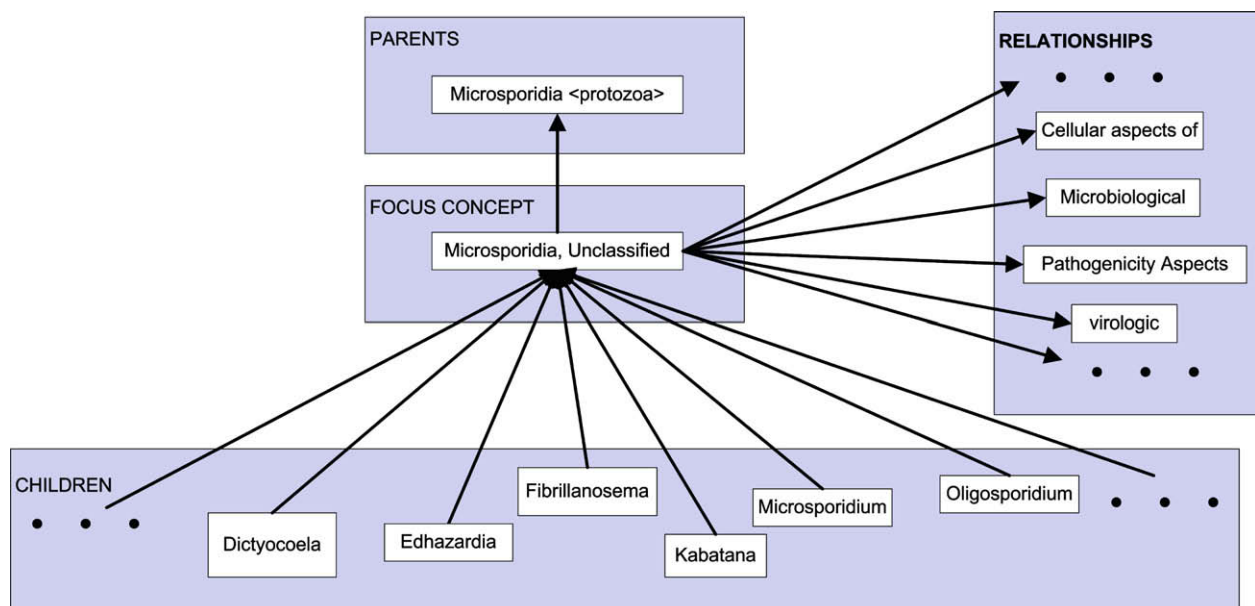 PARENTS
Microsporidia <protozoa>
FOCUS CONCEPT
Microsporidia, Unclassified
RELATIONSHIPS
• • •
Cellular aspects of
Microbiological
Pathogenicity Aspects
virologic
• • •
CHILDREN
• • •
Dictyocoela
Edhazardia
Fibrillanosema
Kabatana
Microsporidium
Oligosporidium
• • •